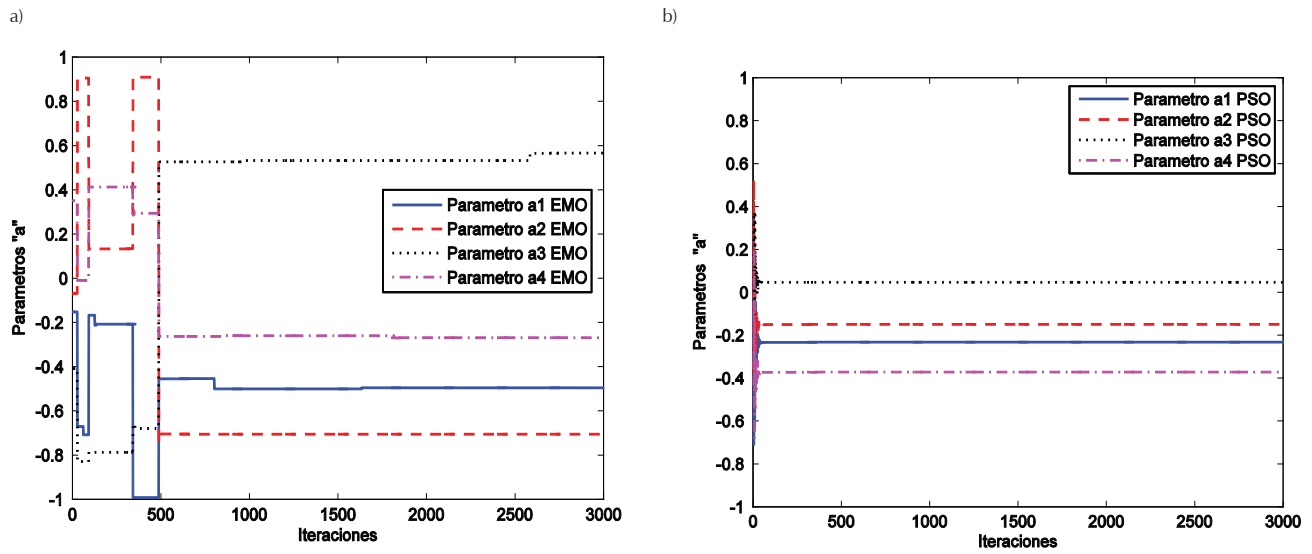 a)
1
0.8
0.6
0.4
0.2
0
-0.2
-0.4
-0.6
-0.8
-1
Parametros "a"
0 500 1000 1500 2000 2500 3000
Iteraciones
Parametro a1 EMO
Parametro a2 EMO
Parametro a3 EMO
Parametro a4 EMO
b)
1
0.8
0.6
0.4
0.2
0
-0.2
-0.4
-0.6
-0.8
-1
Parametros "a"
0 500 1000 1500 2000 2500 3000
Iteraciones
Parametro a1 PSO
Parametro a2 PSO
Parametro a3 PSO
Parametro a4 PSO